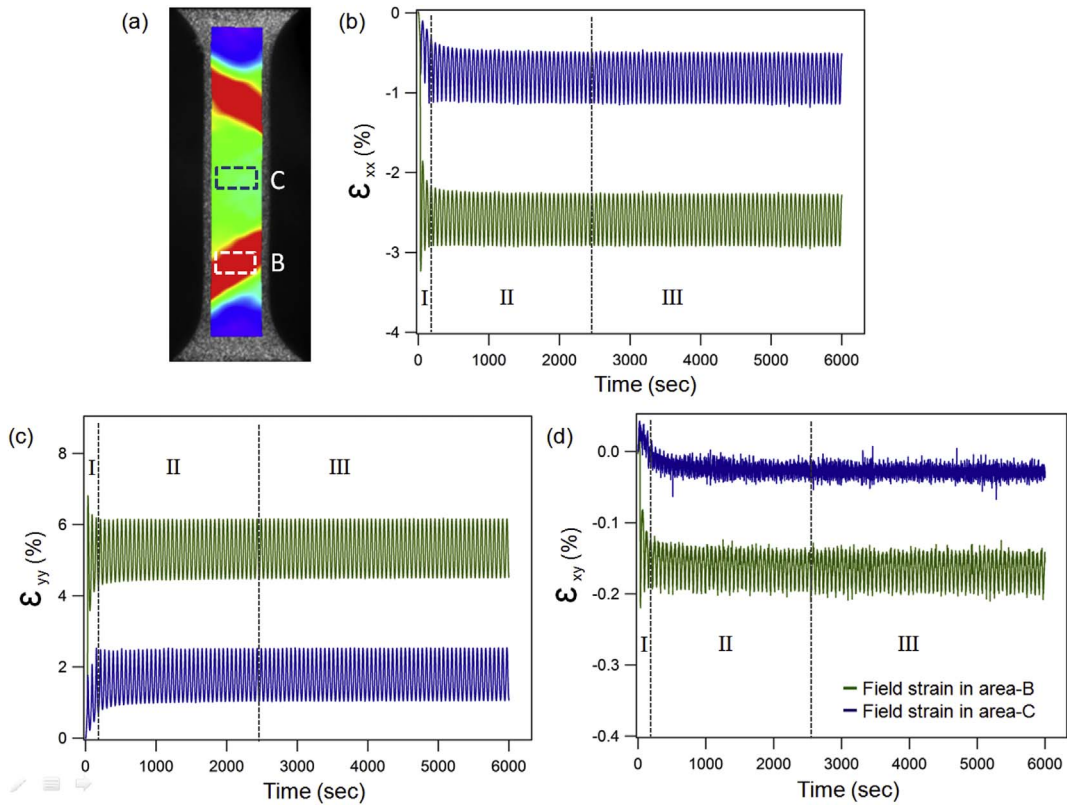 (a)
C
B
(b)
0
-1
-2
-3
-4
ε xx (%)
I
II
III
0
1000
2000
3000
4000
5000
6000
Time (sec)
(c)
8
6
4
2
0
ε yy (%)
I
II
III
0
1000
2000
3000
4000
5000
6000
Time (sec)
(d)
0.0
-0.1
-0.2
-0.3
-0.4
ε xy (%)
I
II
III
Field strain in area-B
Field strain in area-C
0
1000
2000
3000
4000
5000
6000
Time (sec)